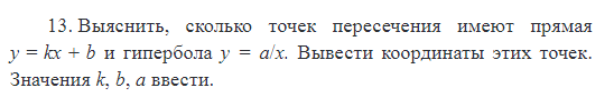 13. Выяснить, сколько точек пересечения имеют прямая
y = kx + b и гипербола y = a/x. Вывести координаты этих точек.
Значения k, b, a ввести.